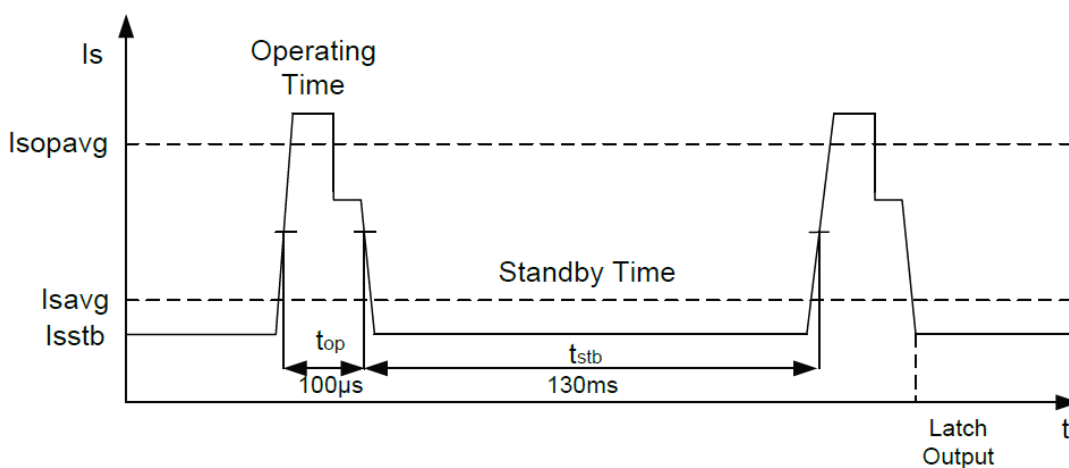 Is
Operating
Time
Isopavg
Standby Time
Isavg
Isstb
top
tstb
100µs
130ms
t
Latch
Output